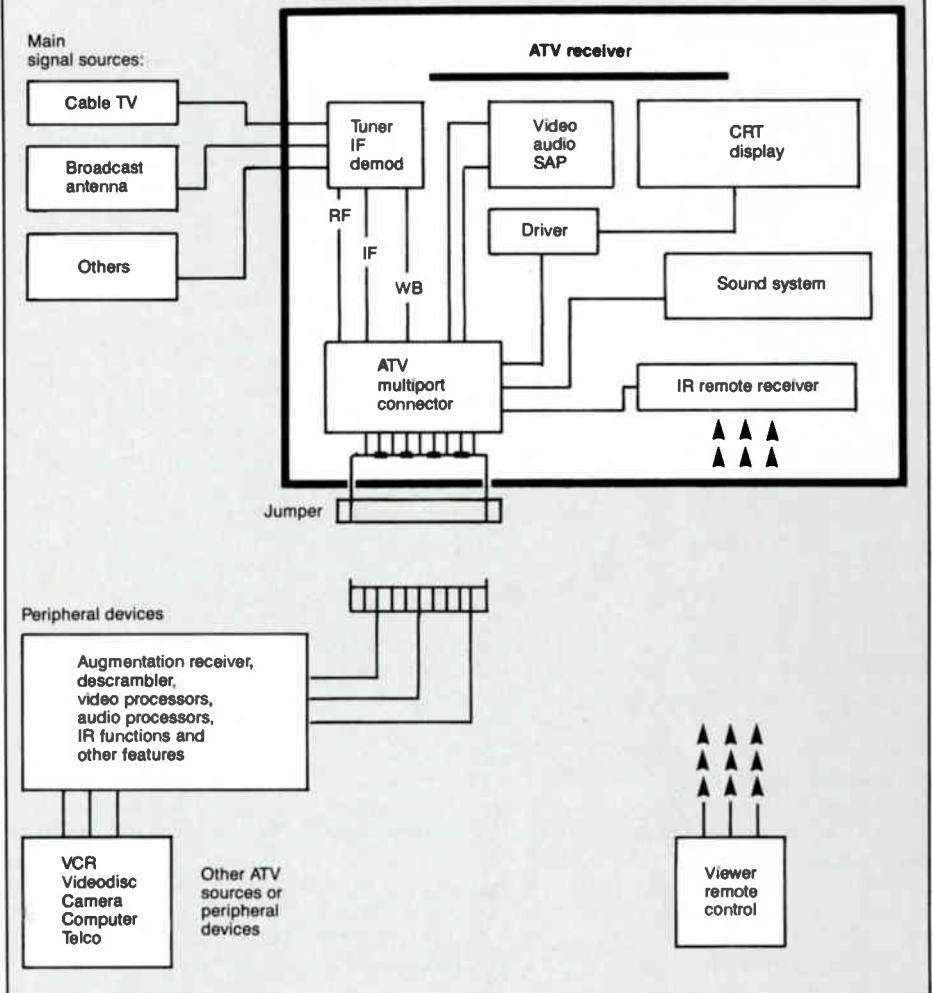 Main
signal sources:
Cable TV
Broadcast
antenna
Others
ATV receiver
Tuner
IF
demod
Video
audio
SAP
CRT
display
RF
IF
WB
Driver
Sound system
ATV
multiport
connector
IR remote receiver
Jumper
Peripheral devices
Augmentation receiver,
descrambler,
video processors,
audio processors,
IR functions and
other features
VCR
Videodisc
Camera
Computer
Telco
Other ATV
sources or
peripheral
devices
Viewer
remote
control